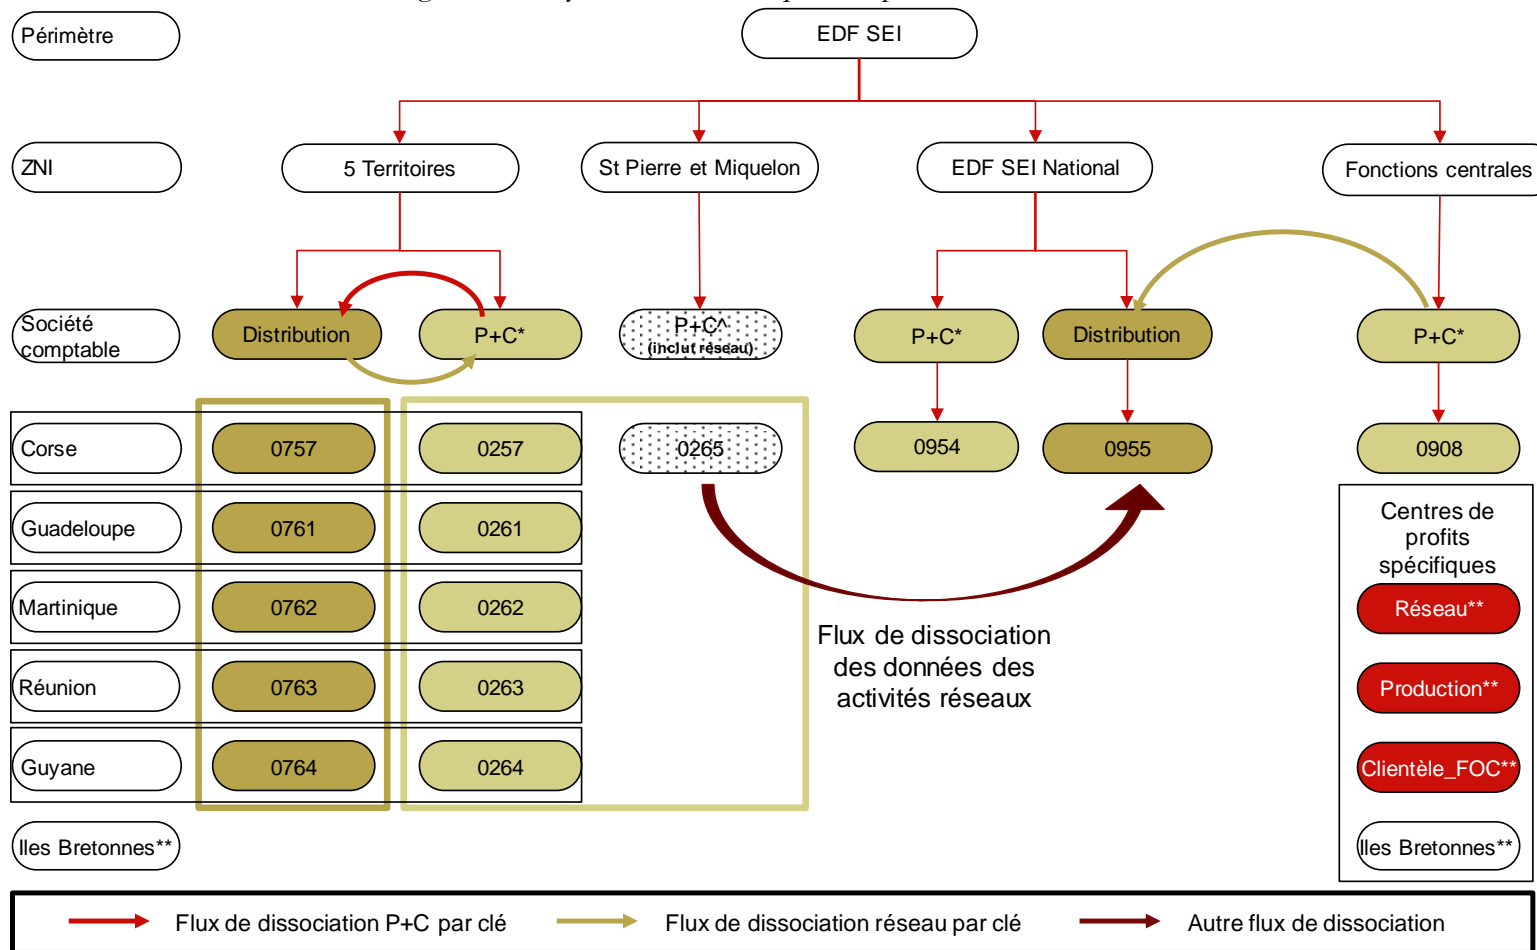 Périmètre
EDF SEI
ZNI
5 Territoires
St Pierre et Miquelon
EDF SEI National
Fonctions centrales
Société
comptable
Distribution
P+C*
P+C^
(inclut réseau)
P+C*
Distribution
P+C*
Corse
0757
0257
0265
0954
0955
0908
Guadeloupe
0761
0261
Martinique
0762
0262
Réunion
0763
0263
Guyane
0764
0264
Iles Bretonnes**
Flux de dissociation
des données des
activités réseaux
Centres de
profits
spécifiques
Réseau**
Production**
Clientèle_FOC**
Iles Bretonnes**
Flux de dissociation P+C par clé
Flux de dissociation réseau par clé
Autre flux de dissociation